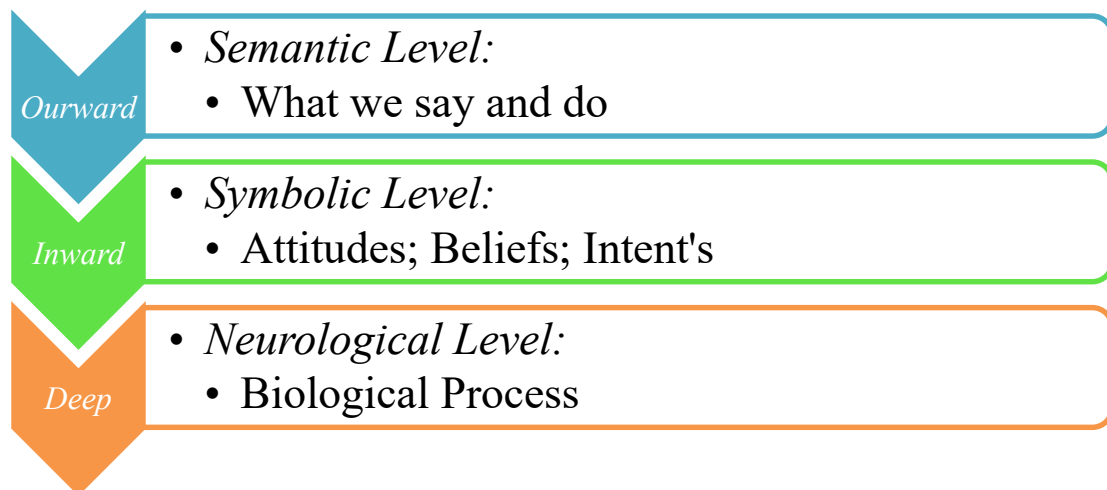 Ourward
• Semantic Level:
• What we say and do
Inward
• Symbolic Level:
• Attitudes; Beliefs; Intent's
Deep
• Neurological Level:
• Biological Process